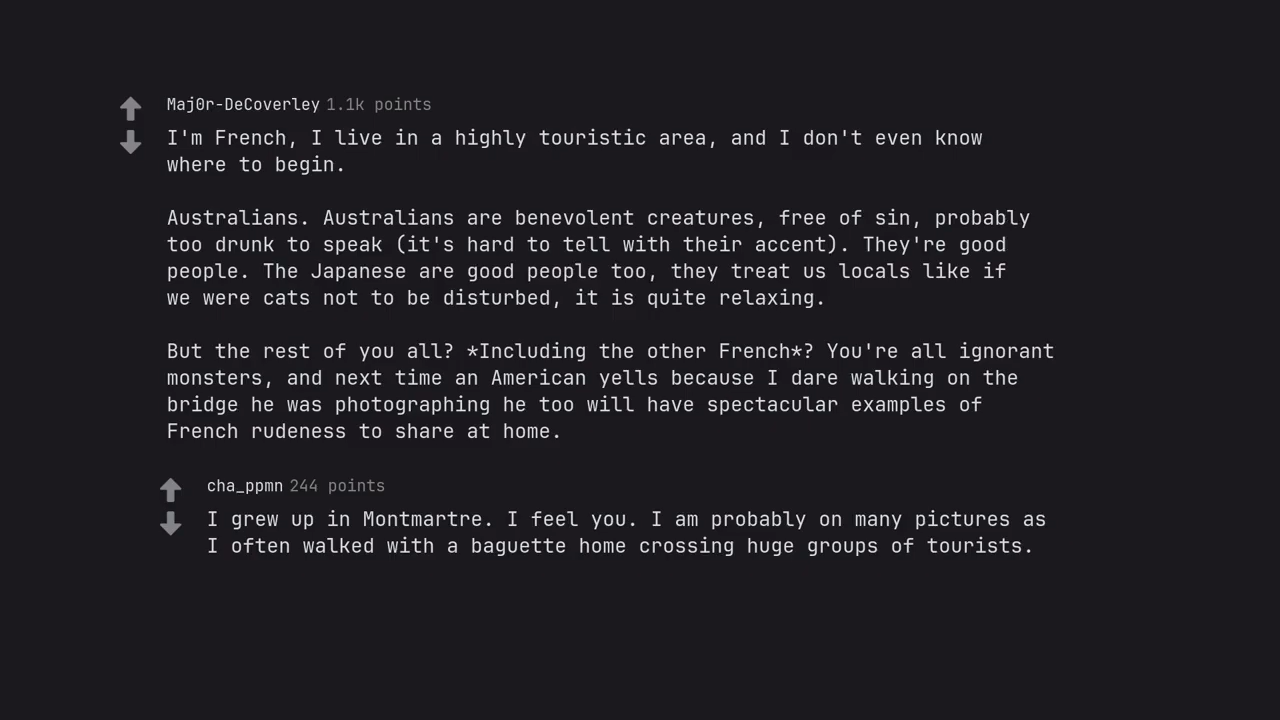 Maj0r-DeCoverley 1.1k points
I'm French, I live in a highly touristic area, and I don't even know
where to begin.
Australians. Australians are benevolent creatures, free of sin, probably
too drunk to speak (it's hard to tell with their accent). They're good
people. The Japanese are good people too, they treat us locals like if
we were cats not to be disturbed, it is quite relaxing.
But the rest of you all? *Including the other French*? You're all ignorant
monsters, and next time an American yells because I dare walking on the
bridge he was photographing he too will have spectacular examples of
French rudeness to share at home.
cha_ppmn 244 points
I grew up in Montmartre. I feel you. I am probably on many pictures as
I often walked with a baguette home crossing huge groups of tourists.